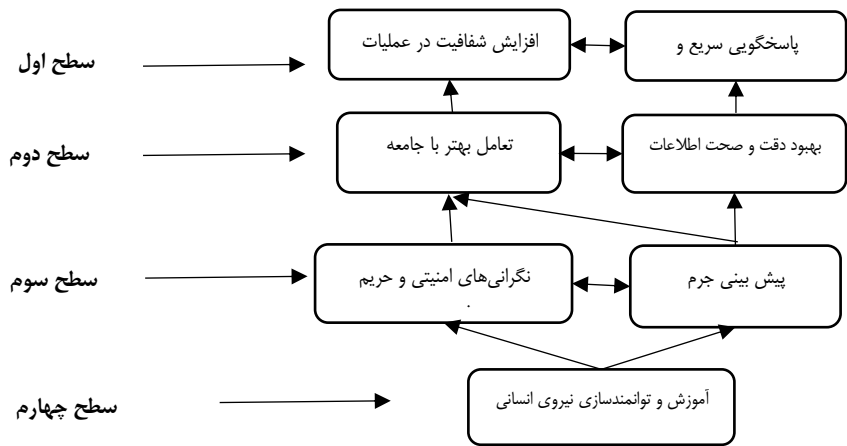 سطح اول
افزایش شفافیت در عملیات
پاسخگویی سریع و
سطح دوم
تعامل بهتر با جامعه
بهبود دقت و صحت اطلاعات
سطح سوم
نگرانی‌های امنیتی و حریم
پیش بینی جرم
سطح چهارم
آموزش و توانمندسازی نیروی انسانی